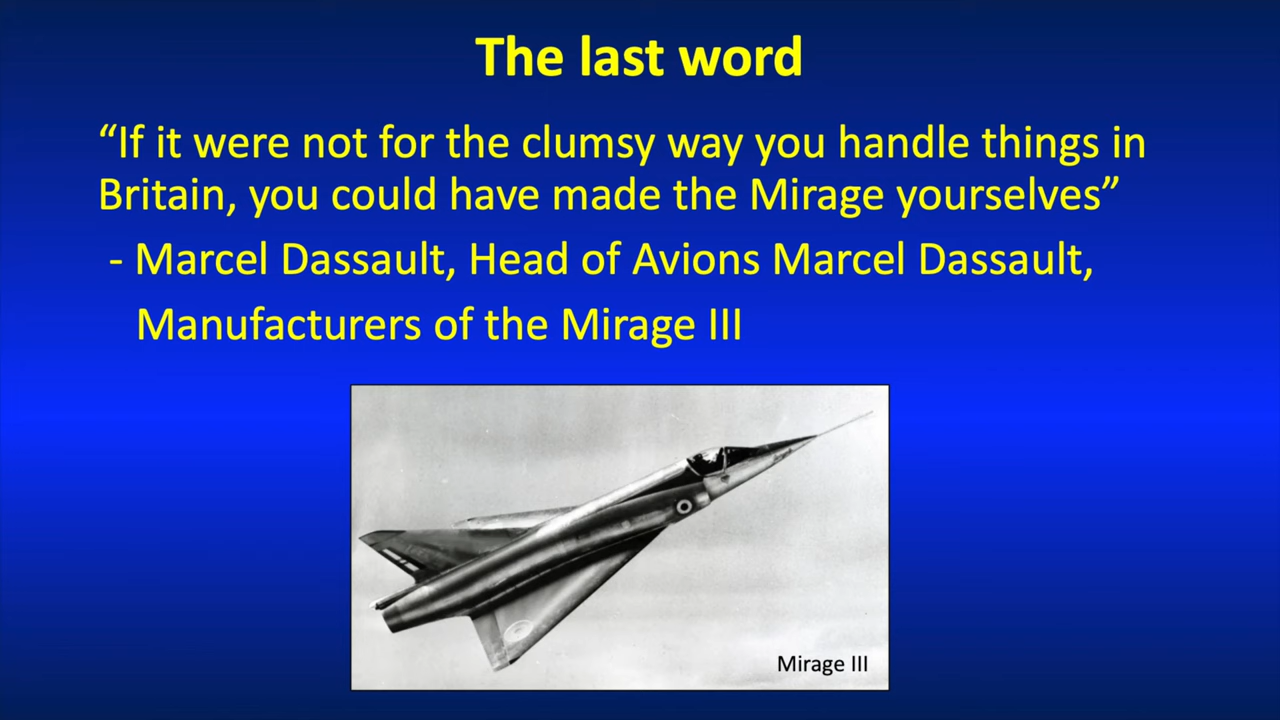 The last word
“If it were not for the clumsy way you handle things in
Britain, you could have made the Mirage yourselves”
- Marcel Dassault, Head of Avions Marcel Dassault,
Manufacturers of the Mirage III
Mirage III